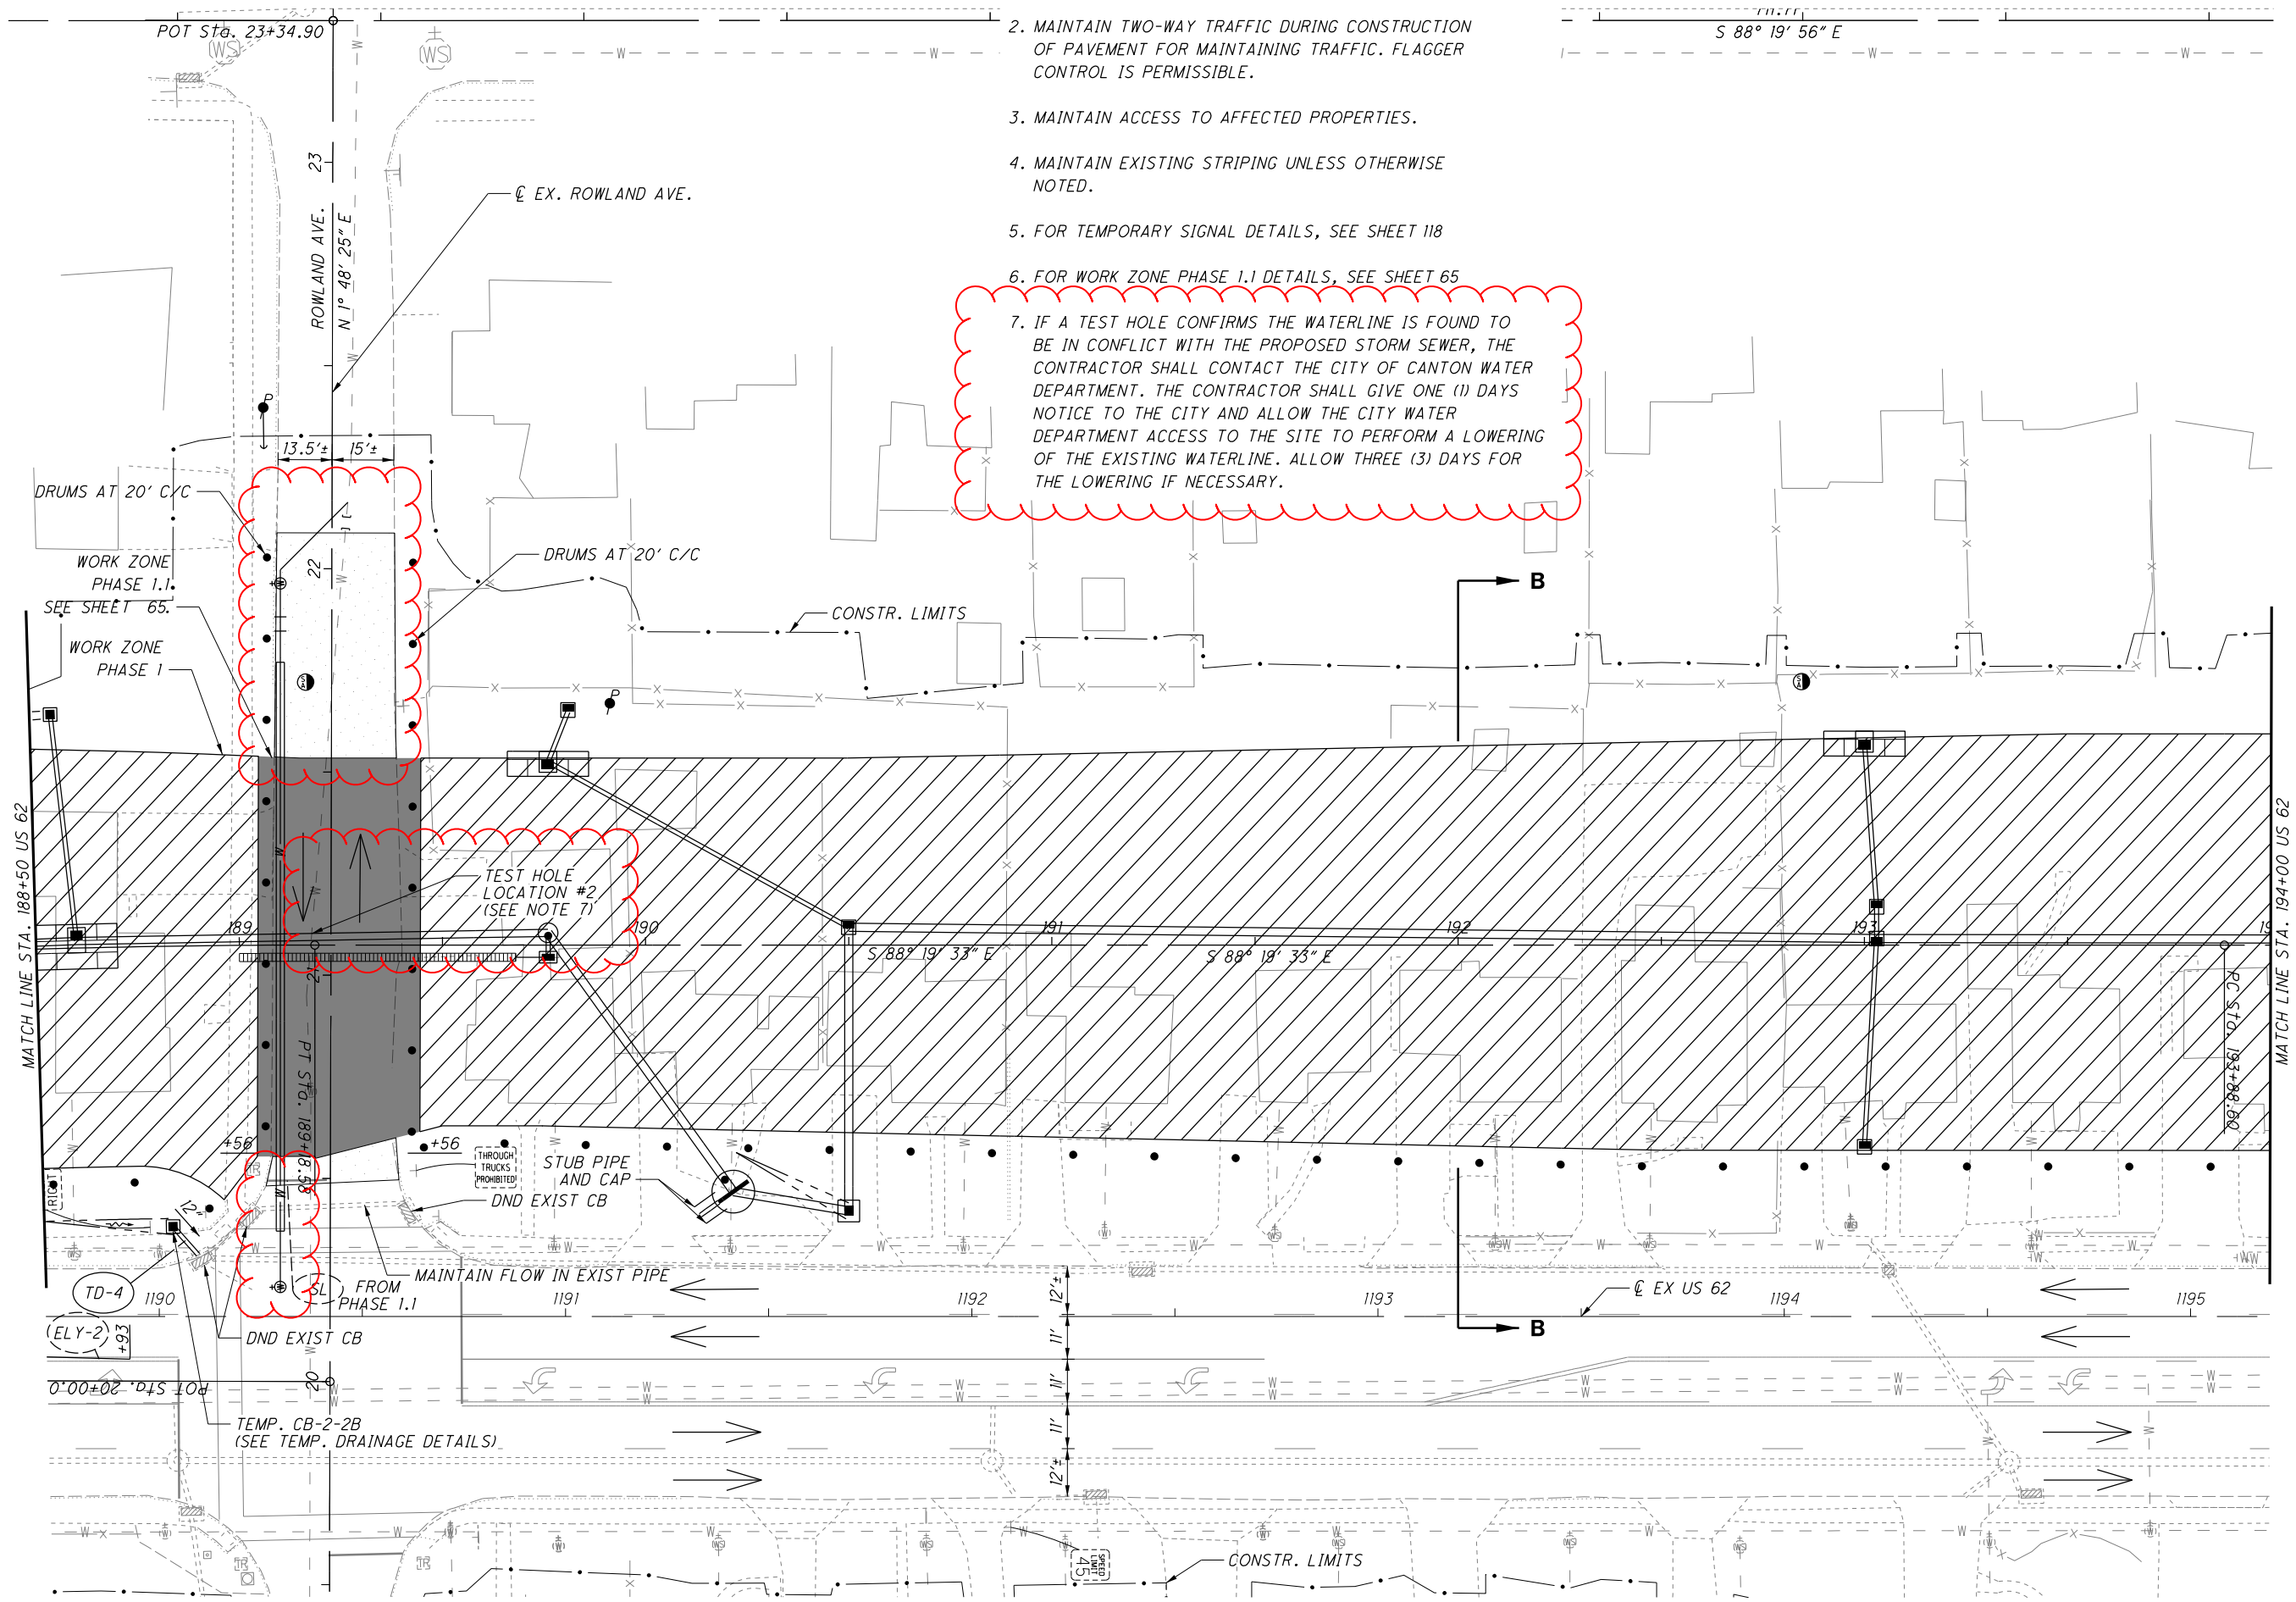 POT Sta. 23+34.90
(WS)
(WS)
W
W
W
2. MAINTAIN TWO-WAY TRAFFIC DURING CONSTRUCTION
OF PAVEMENT FOR MAINTAINING TRAFFIC. FLAGGER
CONTROL IS PERMISSIBLE.
3. MAINTAIN ACCESS TO AFFECTED PROPERTIES.
4. MAINTAIN EXISTING STRIPING UNLESS OTHERWISE
NOTED.
5. FOR TEMPORARY SIGNAL DETAILS, SEE SHEET 118
6. FOR WORK ZONE PHASE 1.1 DETAILS, SEE SHEET 65
7. IF A TEST HOLE CONFIRMS THE WATERLINE IS FOUND TO
BE IN CONFLICT WITH THE PROPOSED STORM SEWER, THE
CONTRACTOR SHALL CONTACT THE CITY OF CANTON WATER
DEPARTMENT. THE CONTRACTOR SHALL GIVE ONE (1) DAYS
NOTICE TO THE CITY AND ALLOW THE CITY WATER
DEPARTMENT ACCESS TO THE SITE TO PERFORM A LOWERING
OF THE EXISTING WATERLINE. ALLOW THREE (3) DAYS FOR
THE LOWERING IF NECESSARY.
S 88° 19' 56" E
W
W
23
ROWLAND AVE.
N 1° 48' 25" E
℄ EX. ROWLAND AVE.
P
13.5'±
15'±
DRUMS AT 20' C/C
WORK ZONE
PHASE 1.1
SEE SHEET 65.
WORK ZONE
PHASE 1
22
DRUMS AT 20' C/C
CONSTR. LIMITS
B
P
MATCH LINE STA. 188+50 US 62
MATCH LINE STA. 194+00 US 62
TEST HOLE
LOCATION #2
(SEE NOTE 7)
189
190
191
192
193
19
S 88° 19' 33" E
S 88° 19' 33" E
21
PT Sta. 189+18.58
PC Sta. 193+88.60
+56
+56
THROUGH
TRUCKS
PROHIBITED
STUB PIPE
AND CAP
DND EXIST CB
12"
TR
TD-4
MAINTAIN FLOW IN EXIST PIPE
SL
FROM
PHASE 1.1
1190
1191
1192
1193
1194
1195
℄ EX US 62
B
ELY-2
+93
DND EXIST CB
POT Sta. 20+00.0
20
TEMP. CB-2-2B
(SEE TEMP. DRAINAGE DETAILS)
12'±
11'
11'
11'
12'±
TR
TR
SPEED
LIMIT
45
CONSTR. LIMITS